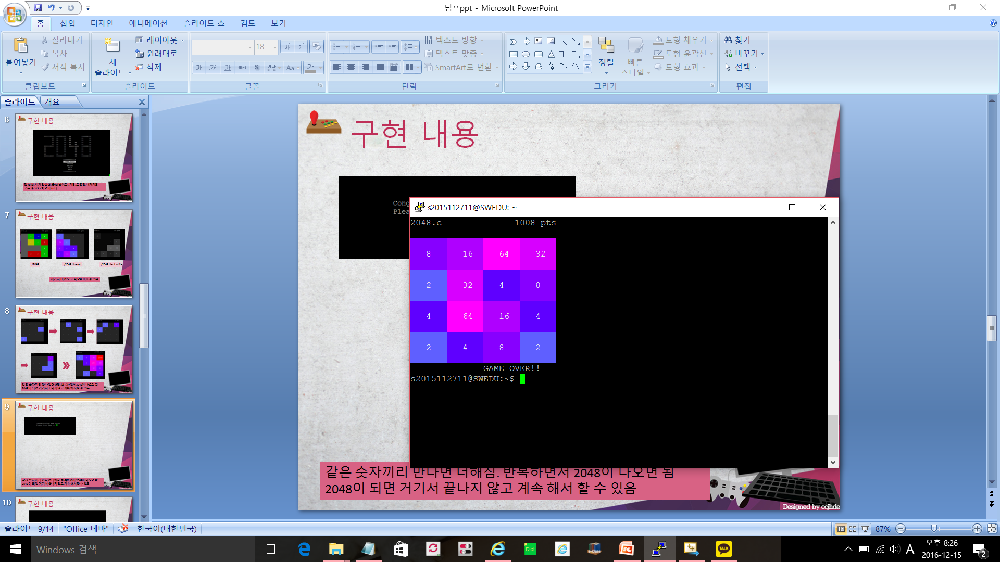 팀프ppt - Microsoft PowerPoint
홈 삽입 디자인 애니메이션 슬라이드 쇼 검토 보기
붙여넣기
잘라내기
복사
서식 복사
클립보드
새
슬라이드
레이아웃
원래대로
삭제
슬라이드
18
가 가 가 가 가 S 가나 Aa 가
글꼴
텍스트 방향
텍스트 맞춤
SmartArt로 변환
단락
정렬
빠른
스타일
도형 채우기
도형 윤곽선
도형 효과
그리기
찾기
바꾸기
선택
편집
슬라이드 개요
6
구현 내용
7
구현 내용
./2048 ./2048 bluered ./2048 blackwhite
8
구현 내용
9
구현 내용
10
구현 내용
구현 내용
Cong
Plea
s2015112711@SWEDU: ~
2048.c 1008 pts
8 16 64 32
2 32 4 8
4 64 16 4
2 4 8 2
GAME OVER!!
s2015112711@SWEDU:~$
같은 숫자끼리 만나면 더해짐. 반복하면서 2048이 나오면 됨
2048이 되면 거기서 끝나지 않고 계속 해서 할 수 있음
Designed by ccjhde
슬라이드 9/14 "Office 테마" 한국어(대한민국) 87%
Windows 검색
Dict
Class
TALK
A
오후 8:26
2016-12-15
2